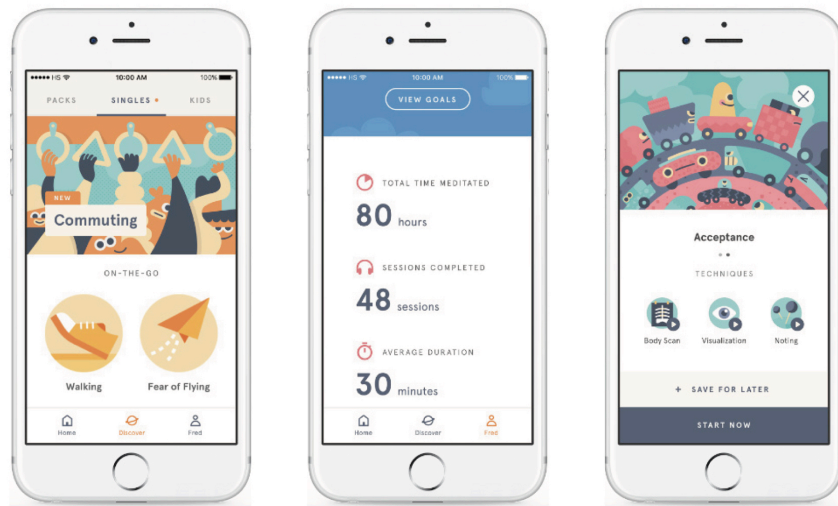 HS 10:00 AM 100%
PACKS SINGLES KIDS
NEW
Commuting
ON-THE-GO
Walking Fear of Flying
Home Discover Fred
HS 10:00 AM 100%
VIEW GOALS
TOTAL TIME MEDITATED
80 hours
SESSIONS COMPLETED
48 sessions
AVERAGE DURATION
30 minutes
Home Discover Fred
Acceptance
TECHNIQUES
Body Scan Visualization Noting
+ SAVE FOR LATER
START NOW